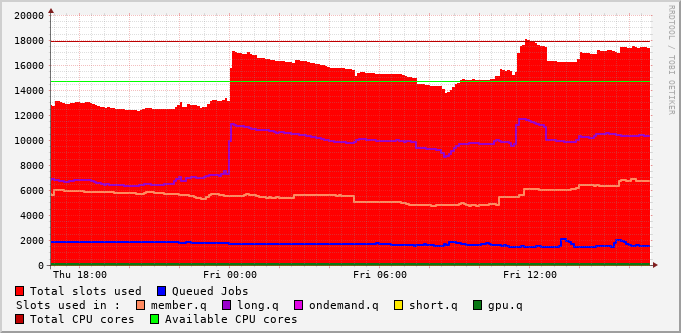 20000
18000
16000
14000
12000
10000
8000
6000
4000
2000
0
Thu 18:00 Fri 00:00 Fri 06:00 Fri 12:00
RRDTOOL / TOBI OETIKER
Total slots used Queued Jobs
Slots used in : member.q long.q ondemand.q short.q gpu.q
Total CPU cores Available CPU cores